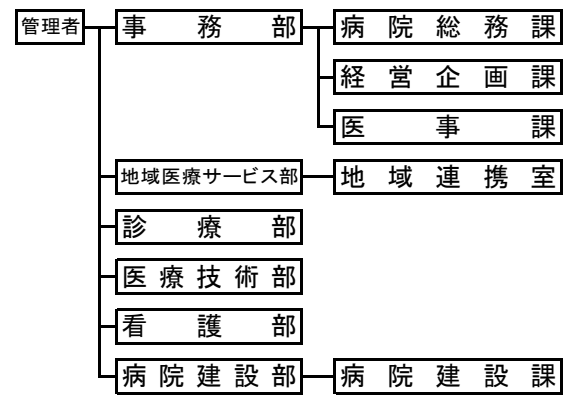 管理者 事務部 病院総務課
経営企画課
医事課
地域医療サービス部 地域連携室
診療部
医療技術部
看護部
病院建設部 病院建設課